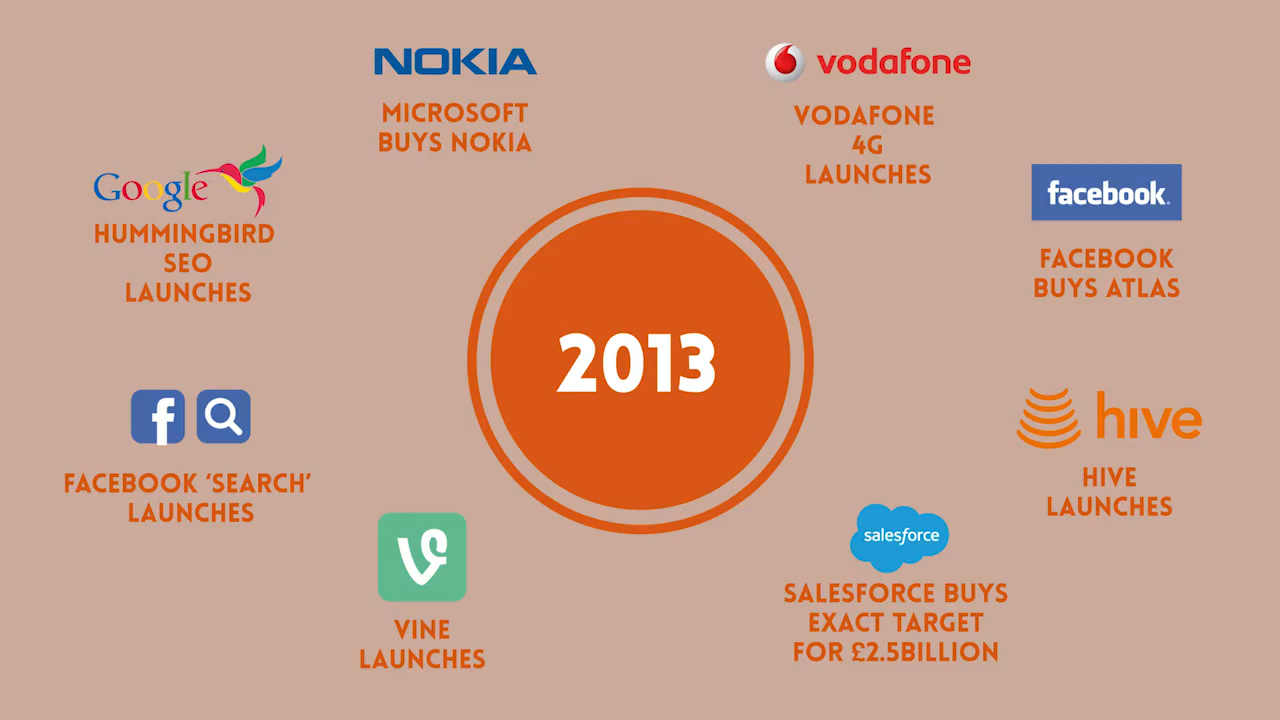 NOKIA
MICROSOFT
BUYS NOKIA
vodafone
VODAFONE
4G
LAUNCHES
Google
HUMMINGBIRD
SEO
LAUNCHES
facebook
FACEBOOK
BUYS ATLAS
2013
f
FACEBOOK ‘SEARCH’
LAUNCHES
hive
HIVE
LAUNCHES
VINE
LAUNCHES
salesforce
SALESFORCE BUYS
EXACT TARGET
FOR £2.5BILLION